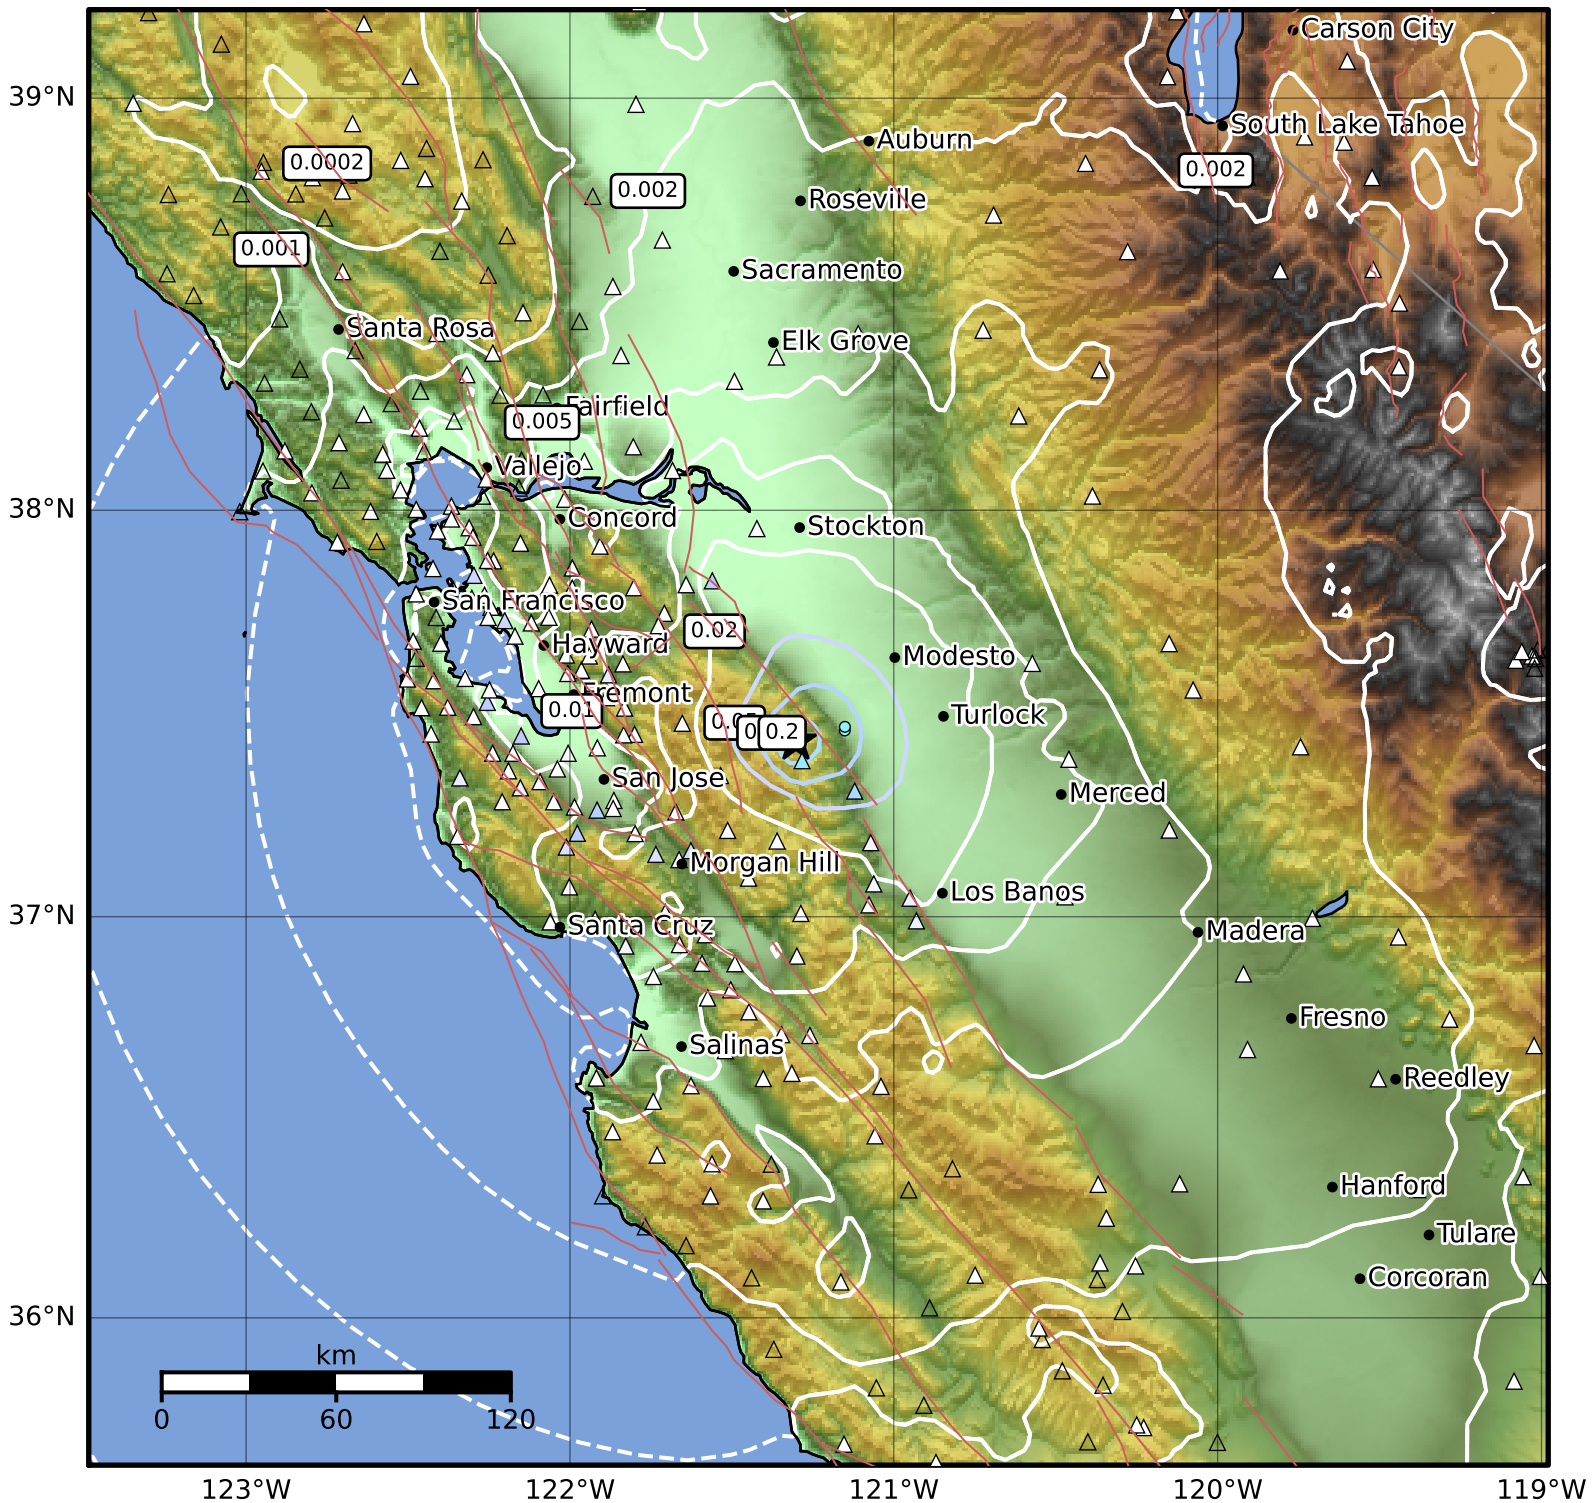 Carson City
39°N
South Lake Tahoe
Auburn
0.0002
0.002
0.002
Roseville
0.001
Sacramento
Santa Rosa
Elk Grove
Fairfield
0.005
Vallejo
38°N
Concord
Stockton
San Francisco
0.02
Hayward
Modesto
Fremont
0.01
Turlock
0.2
San Jose
Merced
Morgan Hill
Los Banos
37°N
Santa Cruz
Madera
Fresno
Salinas
Reedley
Hanford
Tulare
Corcoran
36°N
km
0 60 120
123°W 122°W 121°W 120°W 119°W